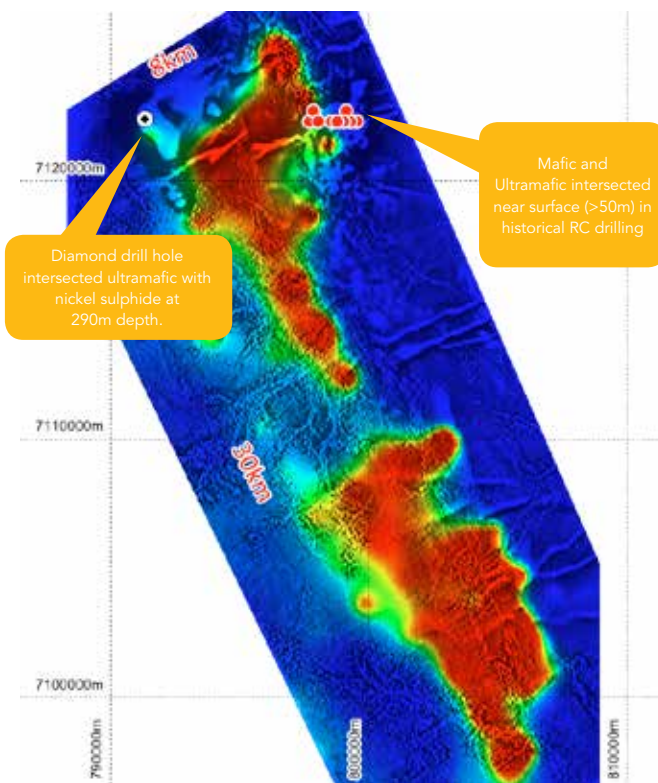 8km
7120000m
Mafic and
Ultramafic intersected
near surface (>50m) in
historical RC drilling
Diamond drill hole
intersected ultramafic with
nickel sulphide at
290m depth.
7110000m
30km
7100000m
790000m
800000m
810000m